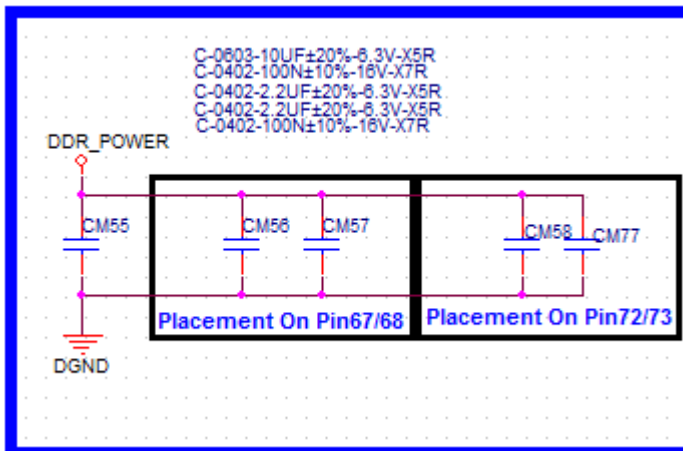 C-0603-10UF±20%-6.3V-X5R
C-0402-100N±10%-16V-X7R
C-0402-2.2UF±20%-6.3V-X5R
C-0402-2.2UF±20%-6.3V-X5R
C-0402-100N±10%-16V-X7R
DDR_POWER
CM55
CM56
CM57
CM58
CM77
Placement On Pin67/68
Placement On Pin72/73
DGND